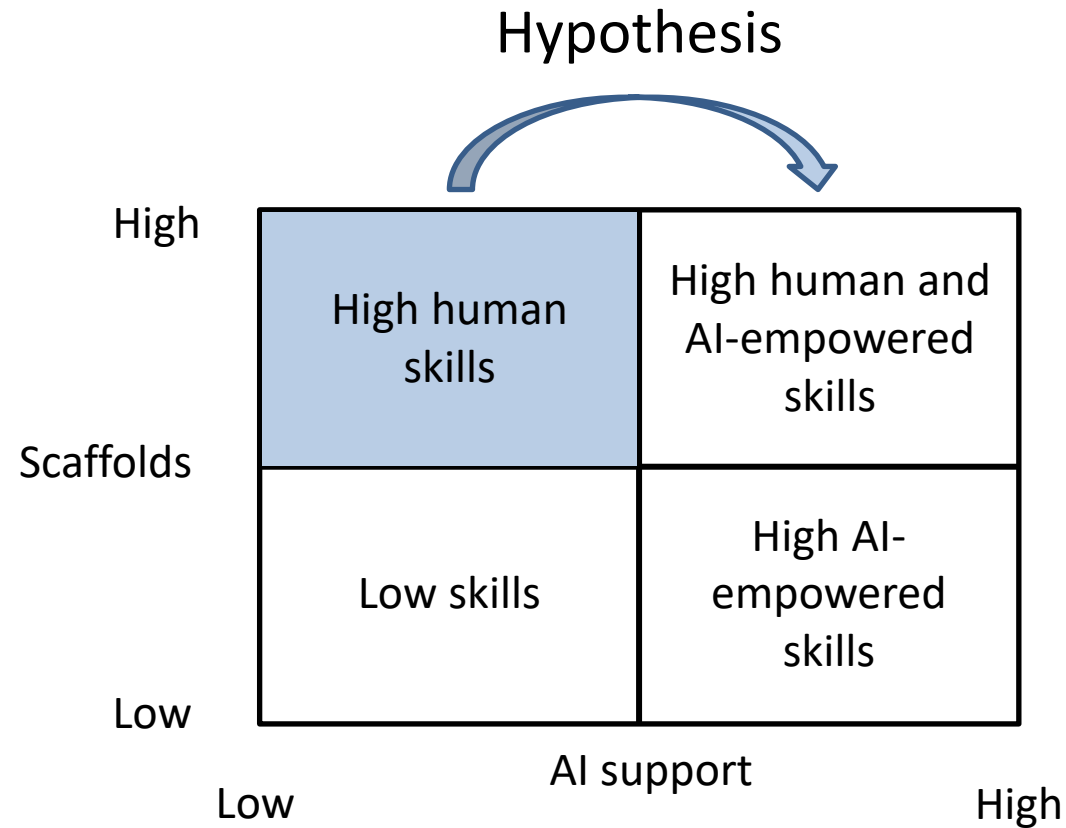 Hypothesis
High
High human
skills
High human and
AI-empowered
skills
Scaffolds
Low skills
High AI-
empowered
skills
Low
AI support
Low
High